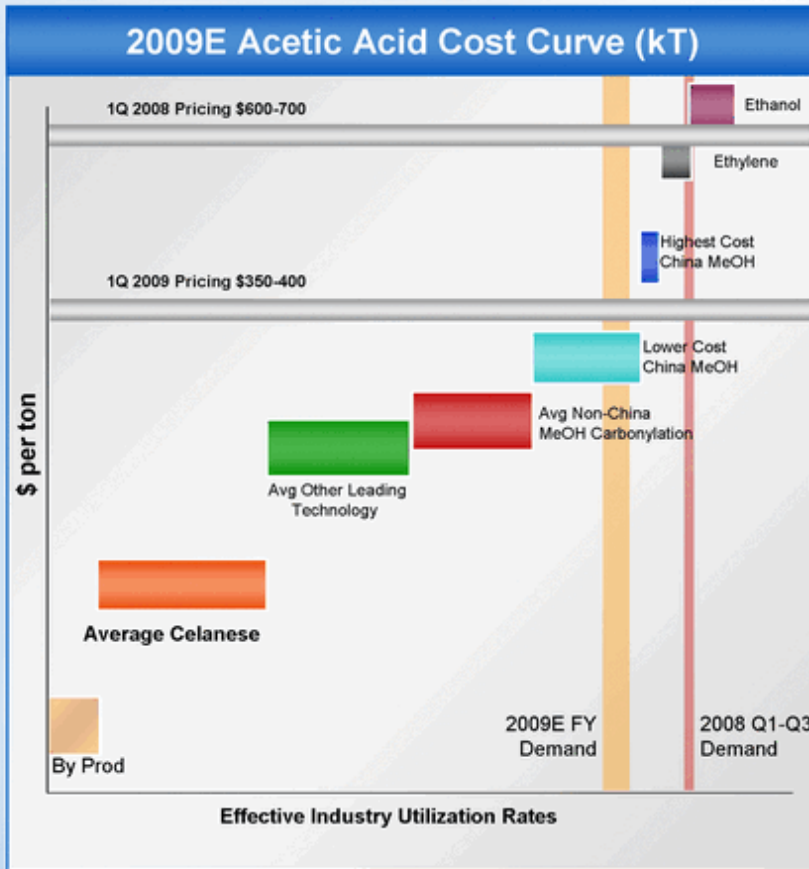 2009E Acetic Acid Cost Curve (kT)
1Q 2008 Pricing $600-700
Ethanol
Ethylene
Highest Cost
China MeOH
1Q 2009 Pricing $350-400
Lower Cost
China MeOH
Avg Non-China
MeOH Carbonylation
$ per ton
Avg Other Leading
Technology
Average Celanese
2009E FY
Demand
2008 Q1-Q3
Demand
By Prod
Effective Industry Utilization Rates